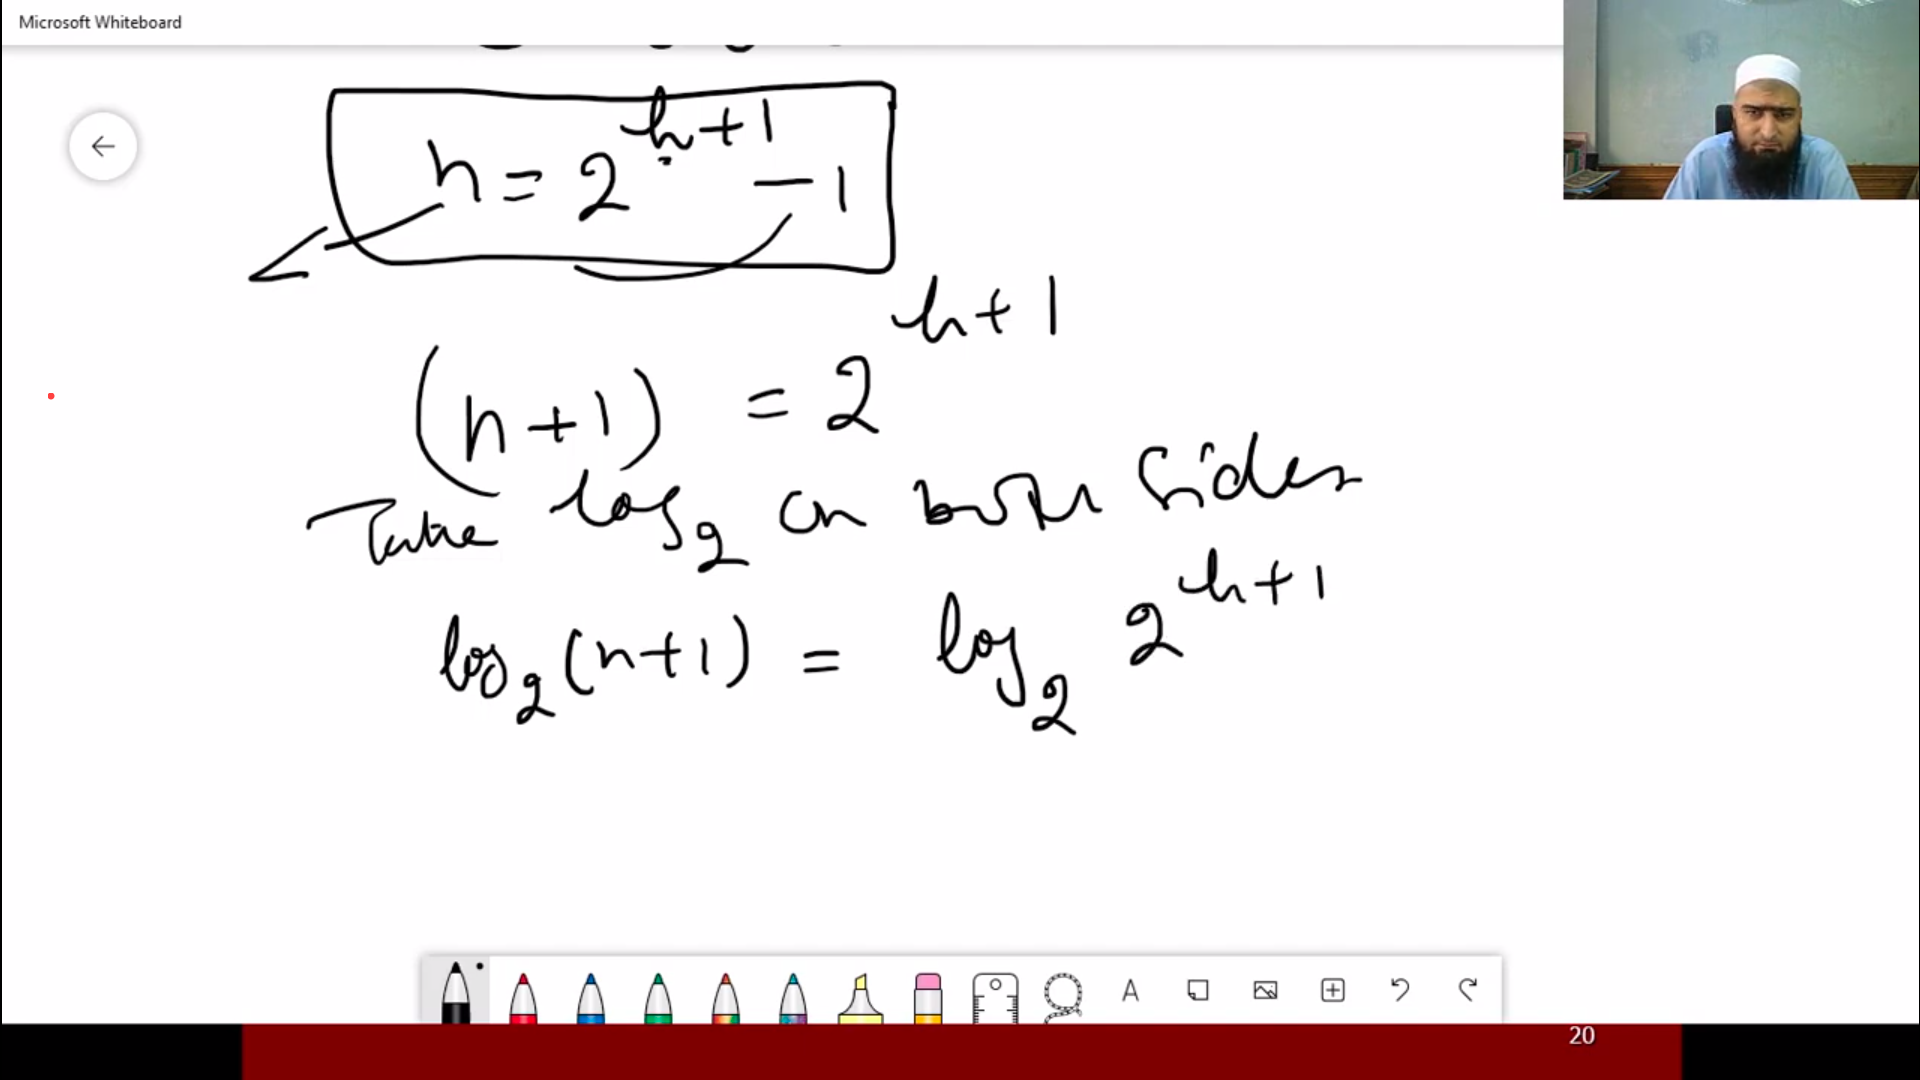 Microsoft Whiteboard
n = 2^{h+1} - 1
(n+1) = 2^{h+1}
Take log_2 on both sides
log_2 (n+1) = log_2 2^{h+1}
A
20